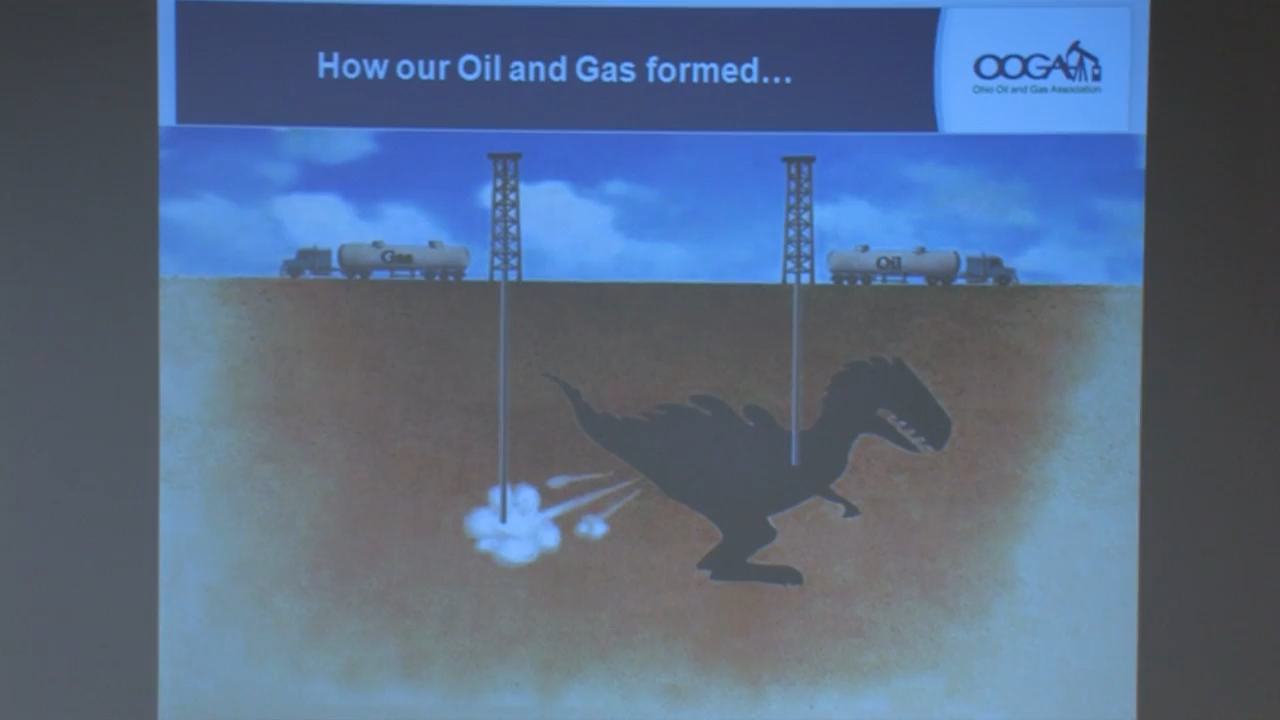 How our Oil and Gas formed...
OOGA
Ohio Oil and Gas Association
Gas
Oil